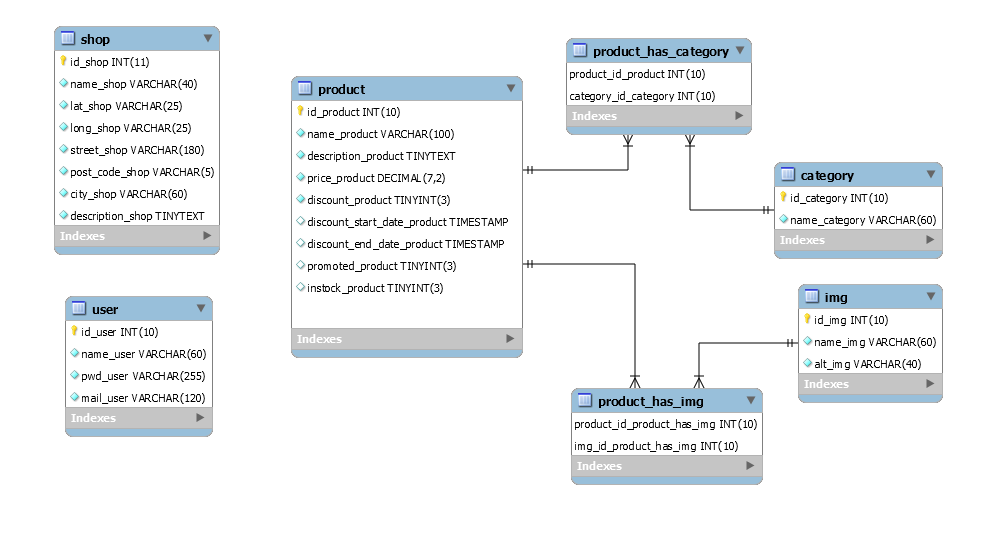 shop
id_shop INT(11)
name_shop VARCHAR(40)
lat_shop VARCHAR(25)
long_shop VARCHAR(25)
street_shop VARCHAR(180)
post_code_shop VARCHAR(5)
city_shop VARCHAR(60)
description_shop TINYTEXT
Indexes
user
id_user INT(10)
name_user VARCHAR(60)
pwd_user VARCHAR(255)
mail_user VARCHAR(120)
Indexes
product
id_product INT(10)
name_product VARCHAR(100)
description_product TINYTEXT
price_product DECIMAL(7,2)
discount_product TINYINT(3)
discount_start_date_product TIMESTAMP
discount_end_date_product TIMESTAMP
promoted_product TINYINT(3)
instock_product TINYINT(3)
Indexes
product_has_category
product_id_product INT(10)
category_id_category INT(10)
Indexes
category
id_category INT(10)
name_category VARCHAR(60)
Indexes
img
id_img INT(10)
name_img VARCHAR(60)
alt_img VARCHAR(40)
Indexes
product_has_img
product_id_product_has_img INT(10)
img_id_product_has_img INT(10)
Indexes